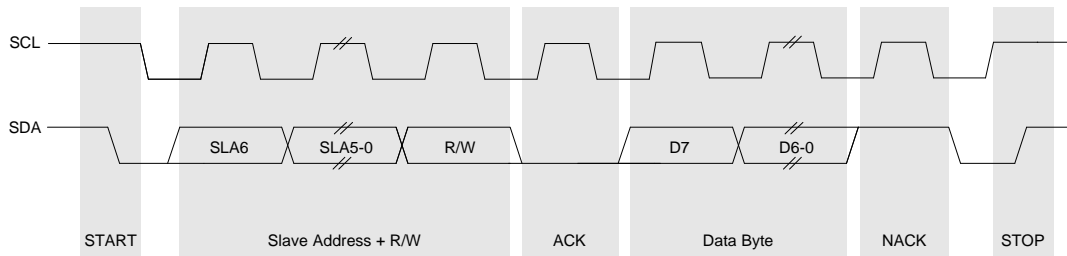 SCL
SDA
SLA6 SLA5-0 R/W D7 D6-0
START Slave Address + R/W ACK Data Byte NACK STOP